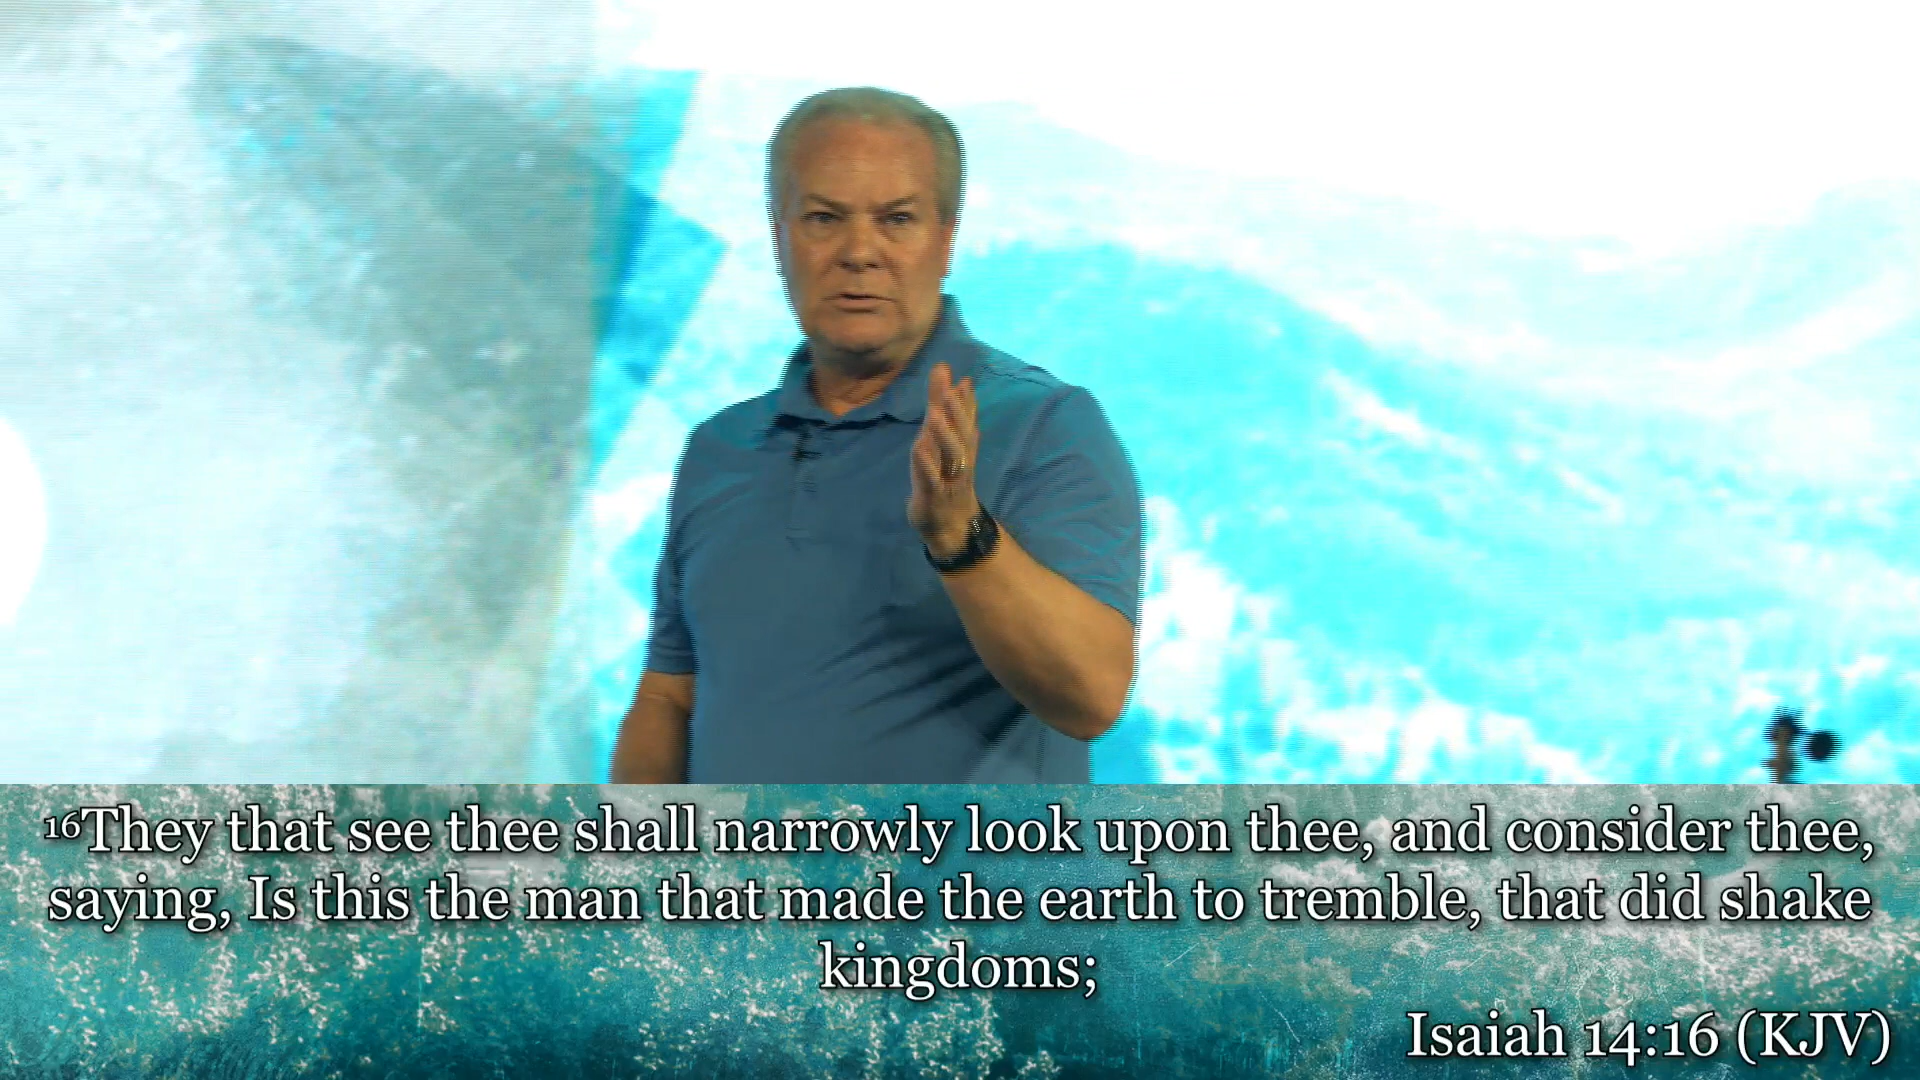 16They that see thee shall narrowly look upon thee, and consider thee,
saying, Is this the man that made the earth to tremble, that did shake
kingdoms;
Isaiah 14:16 (KJV)